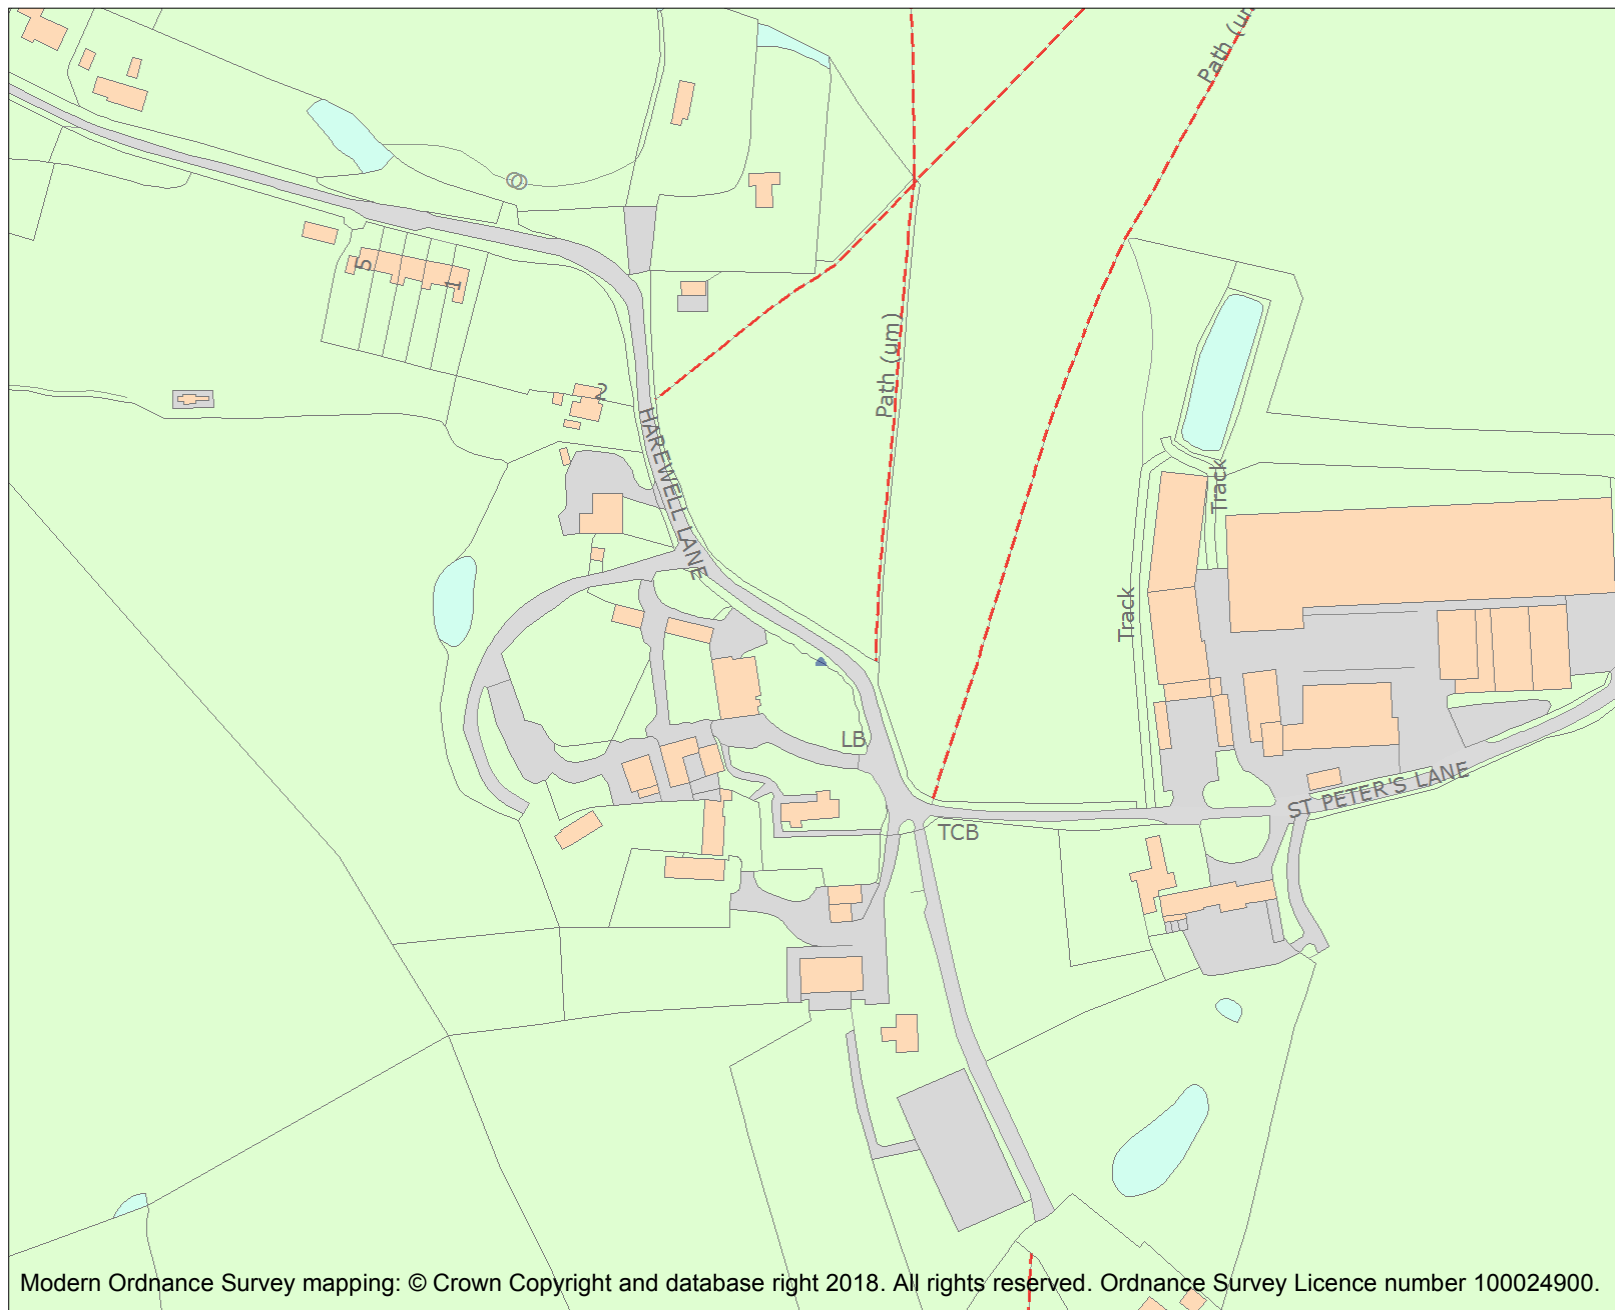 Path (um
5
1
Path (um)
2
HAREWELL LANE
Track
Track
LB
ST PETER'S LANE
TCB
Modern Ordnance Survey mapping: © Crown Copyright and database right 2018. All rights reserved. Ordnance Survey Licence number 100024900.